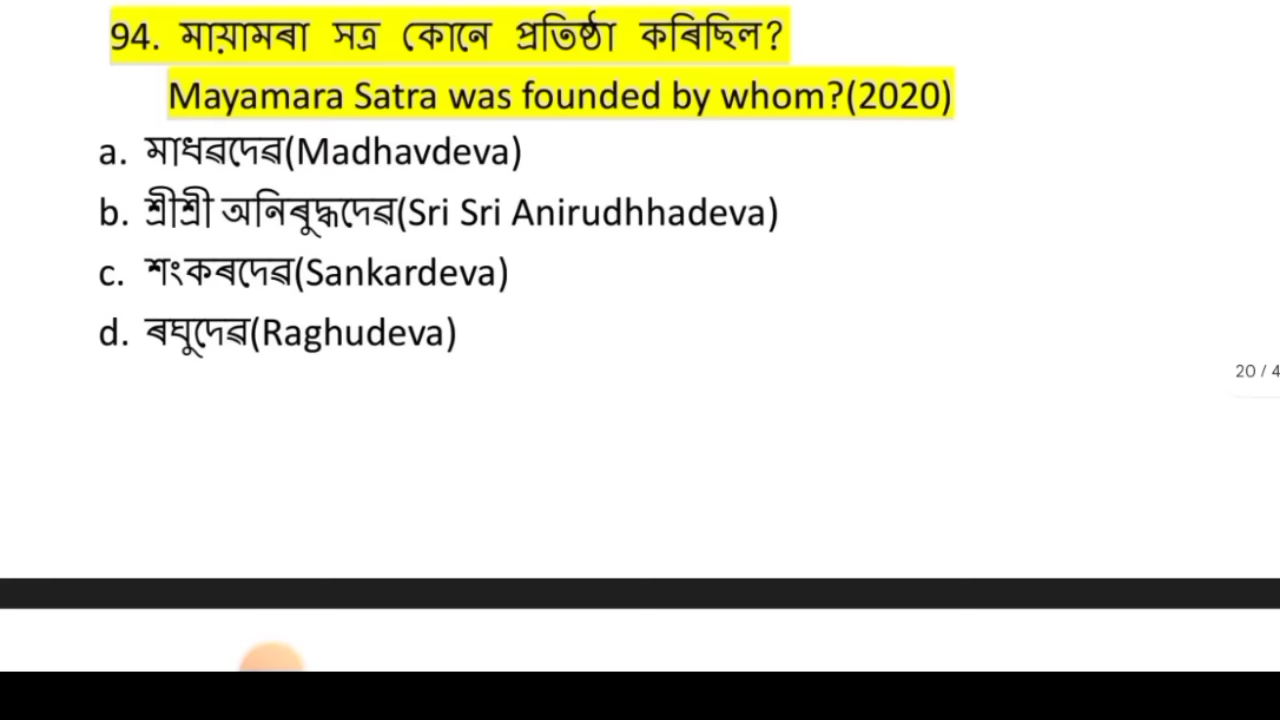 94. মায়ামৰা সত্ৰ কোনে প্ৰতিষ্ঠা কৰিছিল?
Mayamara Satra was founded by whom?(2020)
a. মাধৱদেৱ(Madhavdeva)
b. শ্ৰীশ্ৰী অনিৰুদ্ধদেৱ(Sri Sri Anirudhhadeva)
c. শংকৰদেৱ(Sankardeva)
d. ৰঘুদেৱ(Raghudeva)
20 / 4